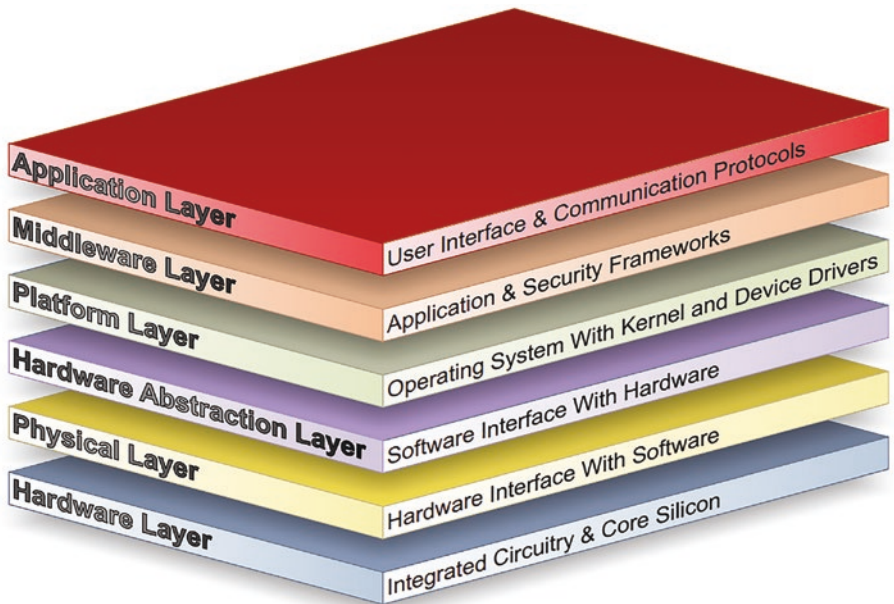 Application Layer
User Interface & Communication Protocols
Middleware Layer
Application & Security Frameworks
Platform Layer
Operating System With Kernel and Device Drivers
Hardware Abstraction Layer
Software Interface With Hardware
Physical Layer
Hardware Interface With Software
Hardware Layer
Integrated Circuitry & Core Silicon